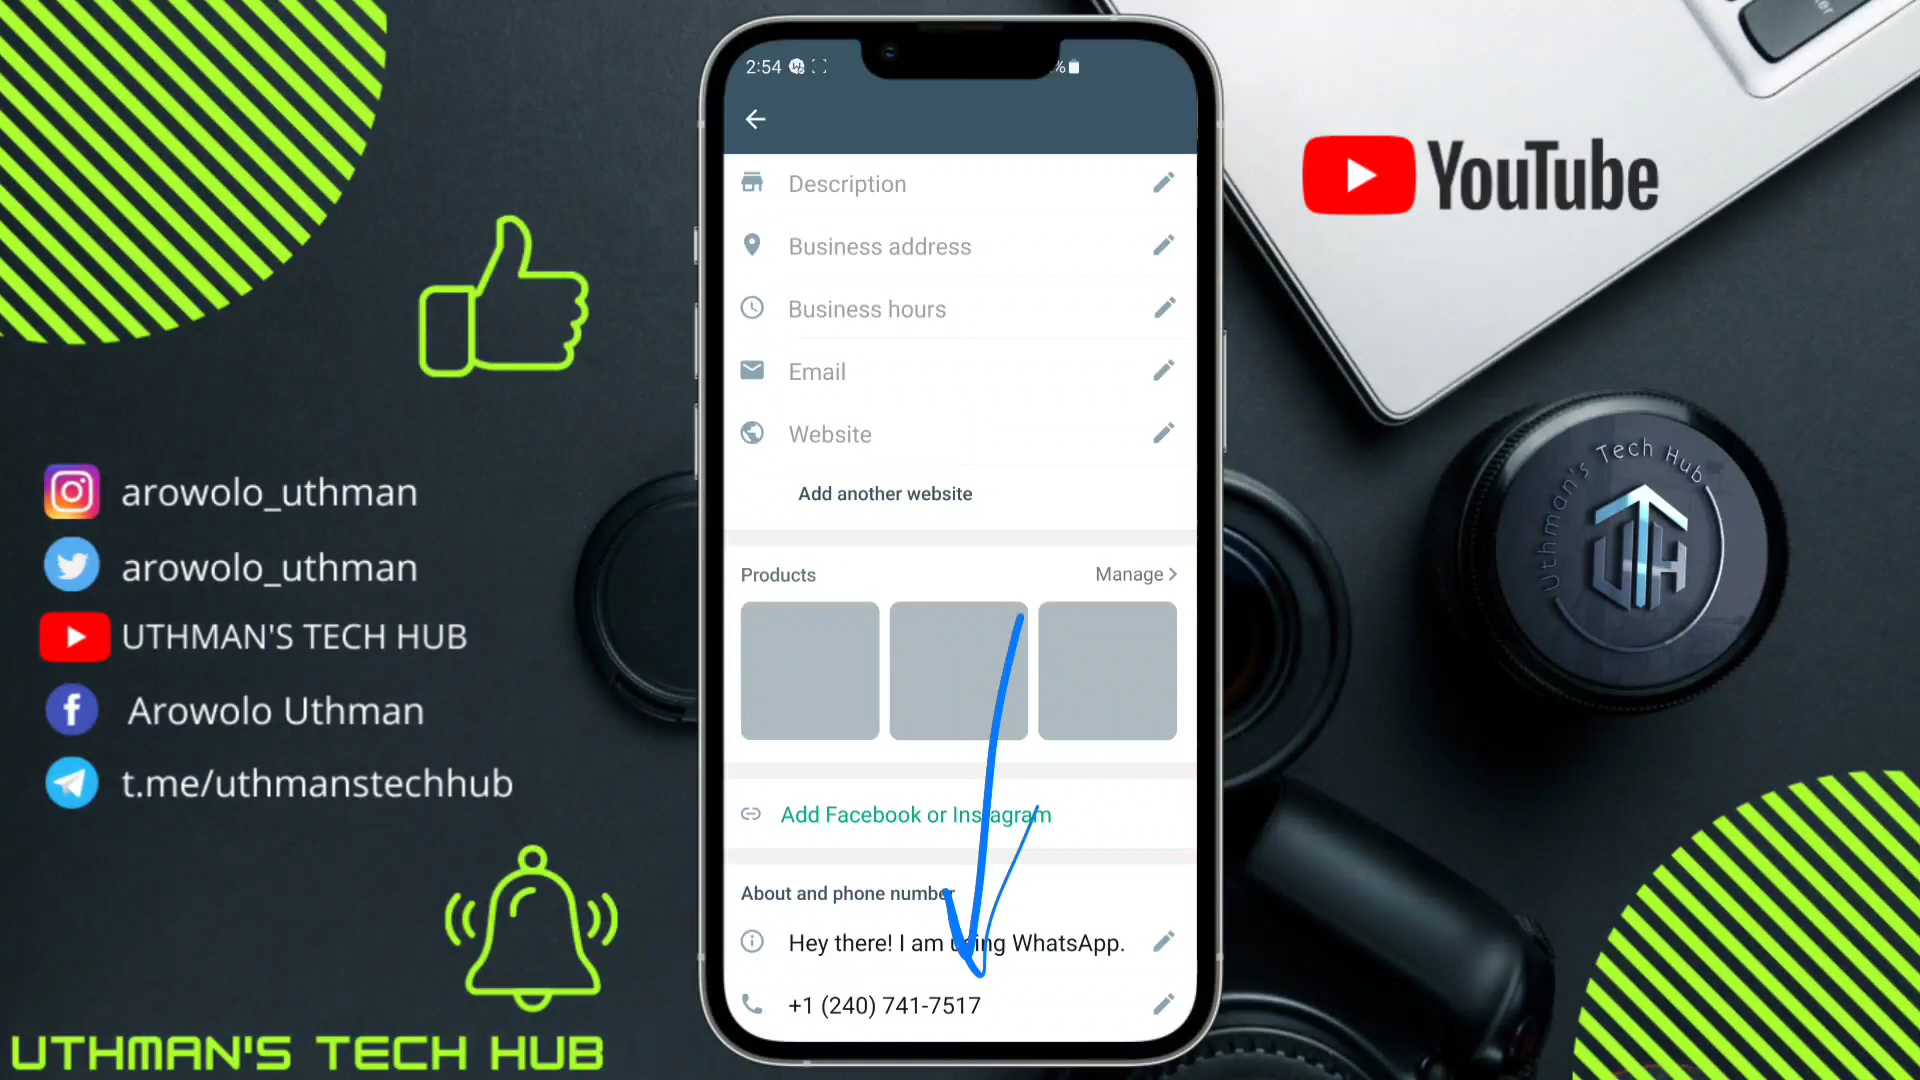 2:54
%
Description
Business address
Business hours
Email
Website
Add another website
Products
Manage
Add Facebook or Instagram
About and phone number
Hey there! I am using WhatsApp.
+1 (240) 741-7517
YouTube
arowolo_uthman
arowolo_uthman
UTHMAN'S TECH HUB
Arowolo Uthman
t.me/uthmanstechhub
UTHMAN'S TECH HUB
Uthman's Tech Hub
UTH